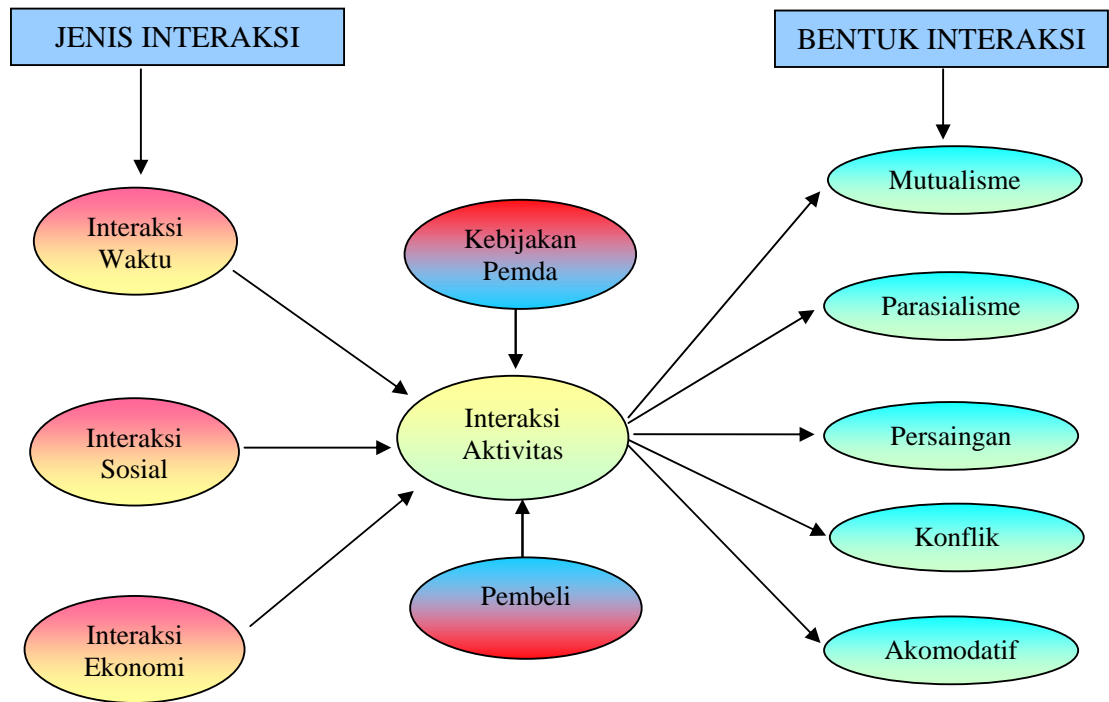 JENIS INTERAKSI
BENTUK INTERAKSI
Interaksi
Waktu
Interaksi
Sosial
Interaksi
Ekonomi
Kebijakan
Pemda
Interaksi
Aktivitas
Pembeli
Mutualisme
Parasialisme
Persaingan
Konflik
Akomodatif